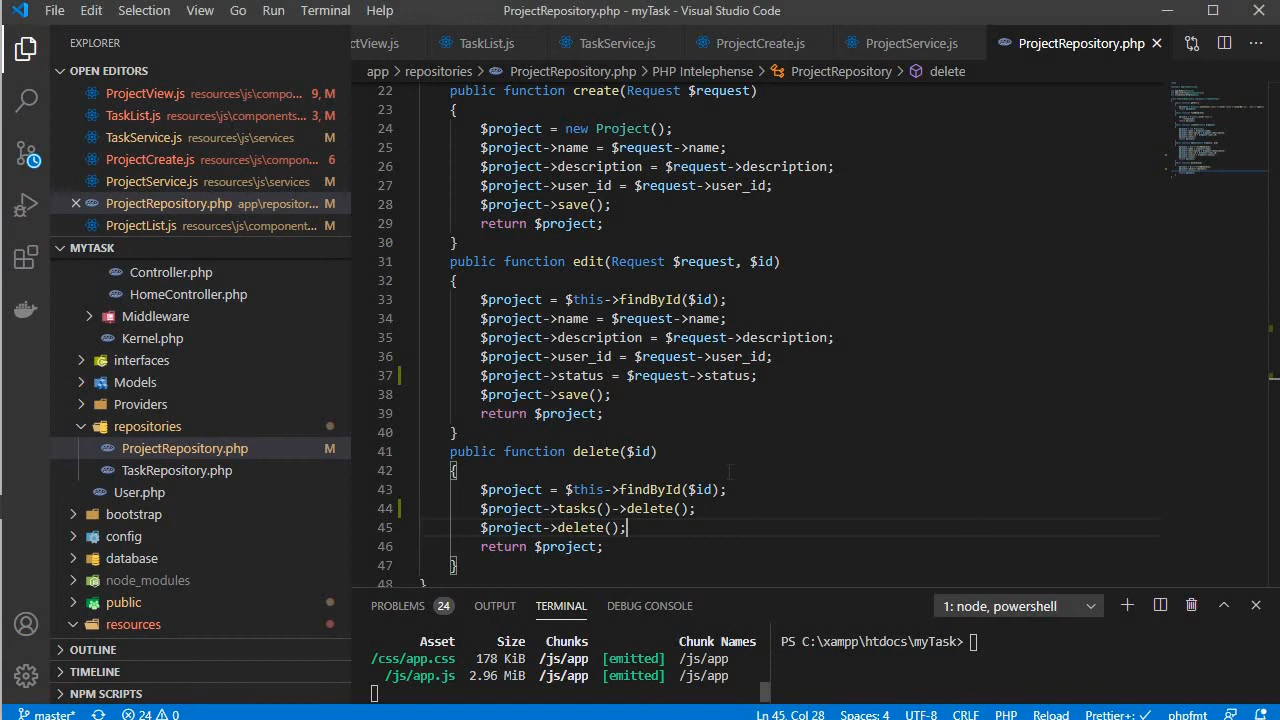 File Edit Selection View Go Run Terminal Help ProjectRepository.php - myTask - Visual Studio Code
EXPLORER
ctView.js TaskList.js TaskService.js ProjectCreate.js ProjectService.js ProjectRepository.php
OPEN EDITORS
app > repositories > ProjectRepository.php > PHP Intelephense > ProjectRepository > delete
ProjectView.js resources\js\compo... 9, M
TaskList.js resources\js\components 3, M
TaskService.js resources\js\services M
ProjectCreate.js resources\js\compon... 6
ProjectService.js resources\js\services M
ProjectRepository.php app\repositor... M
ProjectList.js resources\js\component... M
MYTASK
Controller.php
HomeController.php
Middleware
Kernel.php
interfaces
Models
Providers
repositories
ProjectRepository.php M
TaskRepository.php
User.php
bootstrap
config
database
node_modules
public
resources
OUTLINE
TIMELINE
NPM SCRIPTS
22 public function create(Request $request)
23 {
24 $project = new Project();
25 $project->name = $request->name;
26 $project->description = $request->description;
27 $project->user_id = $request->user_id;
28 $project->save();
29 return $project;
30 }
31 public function edit(Request $request, $id)
32 {
33 $project = $this->findById($id);
34 $project->name = $request->name;
35 $project->description = $request->description;
36 $project->user_id = $request->user_id;
37 $project->status = $request->status;
38 $project->save();
39 return $project;
40 }
41 public function delete($id)
42 {
43 $project = $this->findById($id);
44 $project->tasks()->delete();
45 $project->delete();
46 return $project;
47 }
48 }
PROBLEMS 24 OUTPUT TERMINAL DEBUG CONSOLE 1: node, powershell
Asset Size Chunks Chunk Names
/css/app.css 178 KiB /js/app [emitted] /js/app
/js/app.js 2.96 MiB /js/app [emitted] /js/app
PS C:\xampp\htdocs\myTask>
master* 24 0 Ln 45, Col 28 Spaces: 4 UTF-8 CRLF PHP Reload Prettier+: ✓ phpfmt